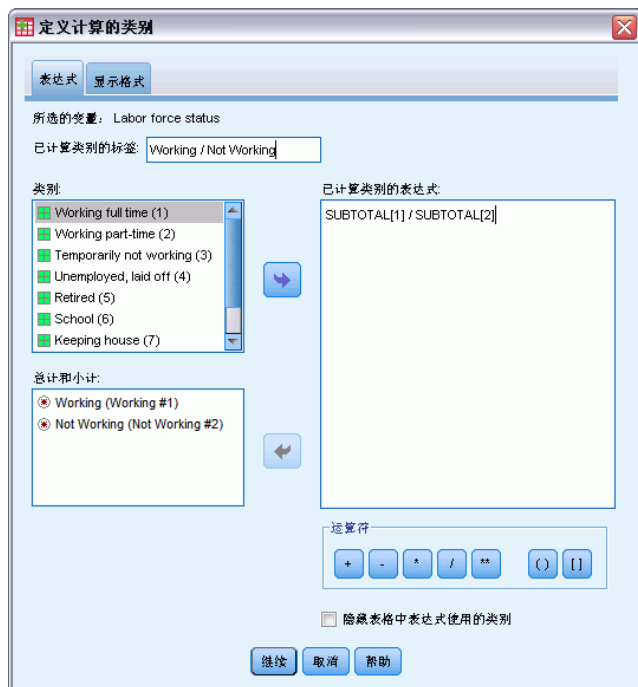 定义计算的类别
表达式
显示格式
所选的变量: Labor force status
已计算类别的标签: Working / Not Working
类别:
Working full time (1)
Working part-time (2)
Temporarily not working (3)
Unemployed, laid off (4)
Retired (5)
School (6)
Keeping house (7)
总计和小计:
Working (Working #1)
Not Working (Not Working #2)
已计算类别的表达式:
SUBTOTAL[1] / SUBTOTAL[2]
运算符
+ - * / ** ( ) [ ]
隐藏表格中表达式使用的类别
继续 取消 帮助